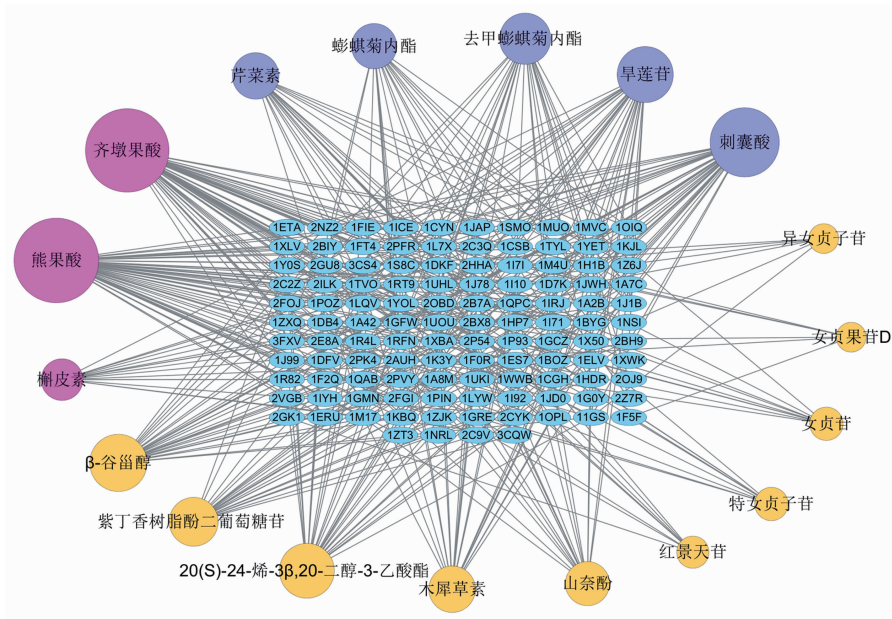 蟛蜞菊内酯
去甲蟛蜞菊内酯
芹菜素
旱莲苷
齐墩果酸
刺囊酸
1ETA 2NZ2 1FIE 1ICE 1CYN 1JAP 1SMO 1MUO 1MVC 1OIQ
异女贞子苷
1XLV 2BIY 1FT4 2PFR 1L7X 2C3Q 1CSB 1TYL 1YET 1KJL
熊果酸
1Y0S 2GU8 3CS4 1S8C 1DKF 2HHA 1I7I 1M4U 1H1B 1Z6J
2C2Z 2ILK 1TVO 1RT9 1UHL 1J78 1I10 1D7K 1JWH 1A7C
2FOJ 1POZ 1LQV 1YOL 2OBD 2B7A 1QPC 1IRJ 1A2B 1J1B
1ZXQ 1DB4 1A42 1GFW 1UOU 2BX8 1HP7 1I71 1BYG 1NSI
女贞果苷D
3FXV 2E8A 1R4L 1RFN 1XBA 2P54 1P93 1GCZ 1X50 2BH9
1J99 1DFV 2PK4 2AUH 1K3Y 1F0R 1ES7 1BOZ 1ELV 1XWK
槲皮素
1R82 1F2Q 1QAB 2PVY 1A8M 1UKI 1WWB 1CGH 1HDR 2OJ9
2VGB 1IYH 1GMN 2FGI 1PIN 1LYW 1I92 1JD0 1G0Y 2Z7R
2GK1 1ERU 1M17 1KBQ 1ZJK 1GRE 2CYK 1OPL 11GS 1F5F
女贞苷
1ZT3 1NRL 2C9V 3CQW
β-谷甾醇
特女贞子苷
紫丁香树脂酚二葡萄糖苷
红景天苷
20(S)-24-烯-3β,20-二醇-3-乙酸酯
山奈酚
木犀草素